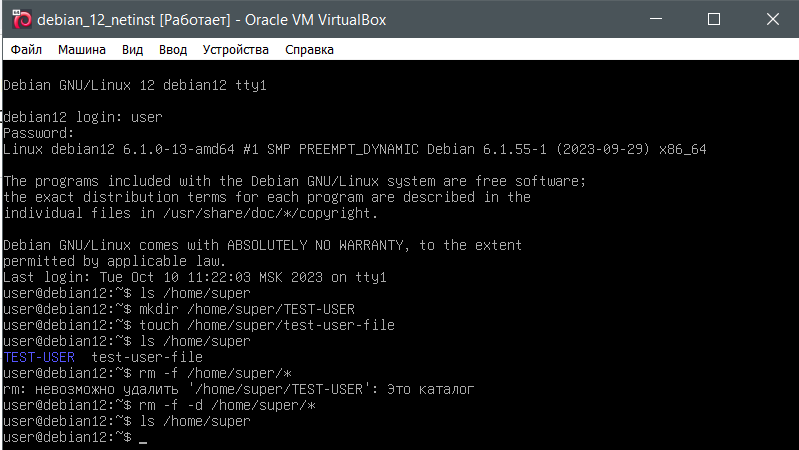 debian_12_netinst [Работает] - Oracle VM VirtualBox
Файл Машина Вид Ввод Устройства Справка
Debian GNU/Linux 12 debian12 tty1
debian12 login: user
Password:
Linux debian12 6.1.0-13-amd64 #1 SMP PREEMPT_DYNAMIC Debian 6.1.55-1 (2023-09-29) x86_64
The programs included with the Debian GNU/Linux system are free software;
the exact distribution terms for each program are described in the
individual files in /usr/share/doc/*/copyright.
Debian GNU/Linux comes with ABSOLUTELY NO WARRANTY, to the extent
permitted by applicable law.
Last login: Tue Oct 10 11:22:03 MSK 2023 on tty1
user@debian12:~$ ls /home/super
user@debian12:~$ mkdir /home/super/TEST-USER
user@debian12:~$ touch /home/super/test-user-file
user@debian12:~$ ls /home/super
TEST-USER  test-user-file
user@debian12:~$ rm -f /home/super/*
rm: невозможно удалить '/home/super/TEST-USER': Это каталог
user@debian12:~$ rm -f -d /home/super/*
user@debian12:~$ ls /home/super
user@debian12:~$ _